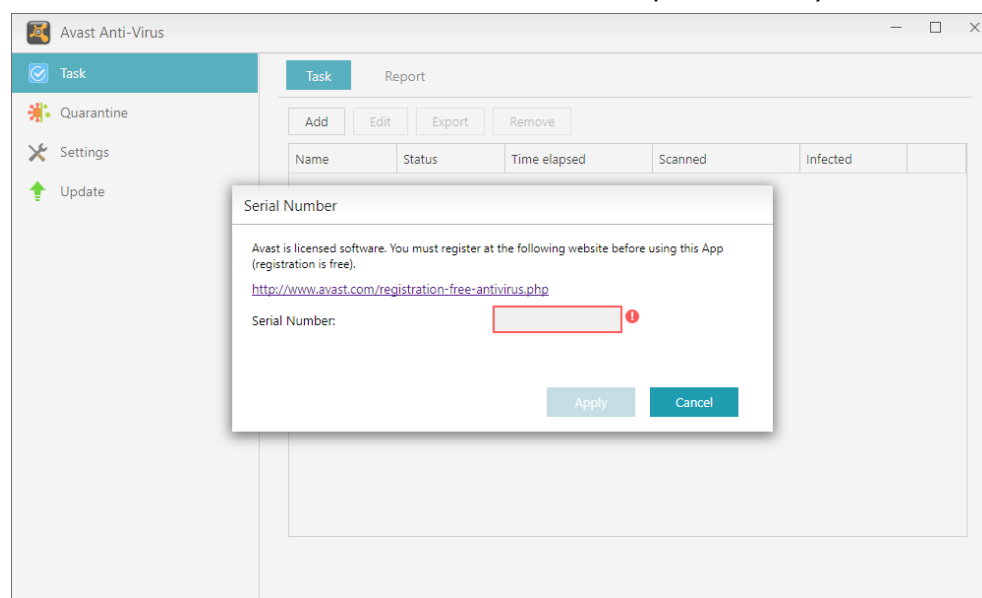 Avast Anti-Virus
Task
Quarantine
Settings
Update
Task Report
Add Edit Export Remove
Name Status Time elapsed Scanned Infected
Serial Number
Avast is licensed software. You must register at the following website before using this App
(registration is free).
http://www.avast.com/registration-free-antivirus.php
Serial Number:
Apply Cancel